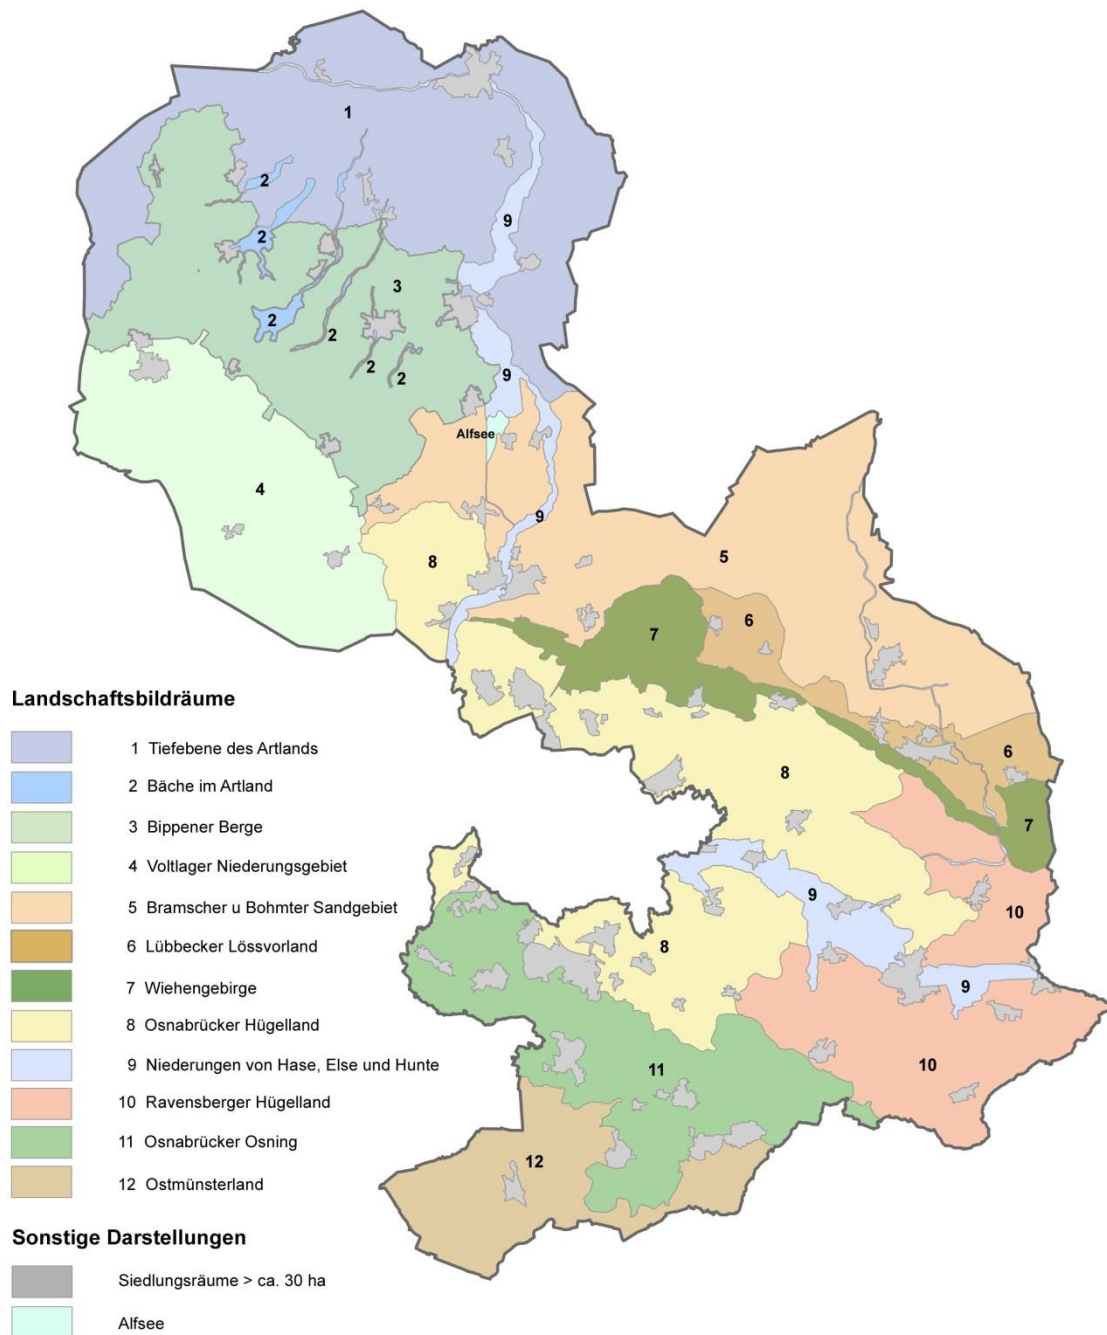 1
2
9
2
3
2
2
9
2
2
Alfsee
4
9
5
8
6
7
6
8
7
9
10
8
9
10
11
12
Landschaftsbildräume
1 Tiefebene des Artlands
2 Bäche im Artland
3 Bippener Berge
4 Voltlager Niederungsgebiet
5 Bramscher u Bohmter Sandgebiet
6 Lübbecker Lössvorland
7 Wiehengebirge
8 Osnabrücker Hügelland
9 Niederungen von Hase, Else und Hunte
10 Ravensberger Hügelland
11 Osnabrücker Osning
12 Ostmünsterland
Sonstige Darstellungen
Siedlungsräume > ca. 30 ha
Alfsee